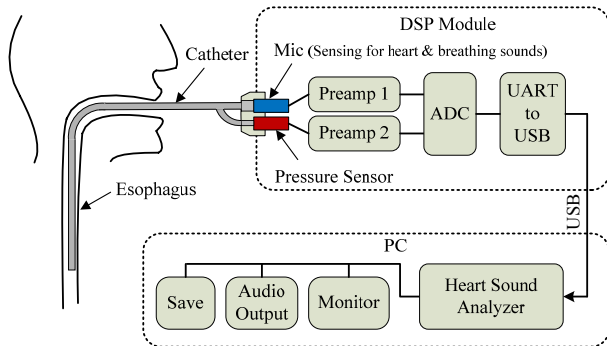 DSP Module
Mic (Sensing for heart & breathing sounds)
Catheter
Preamp 1
Preamp 2
ADC
UART
to
USB
Pressure Sensor
Esophagus
USB
PC
Save
Audio
Output
Monitor
Heart Sound
Analyzer